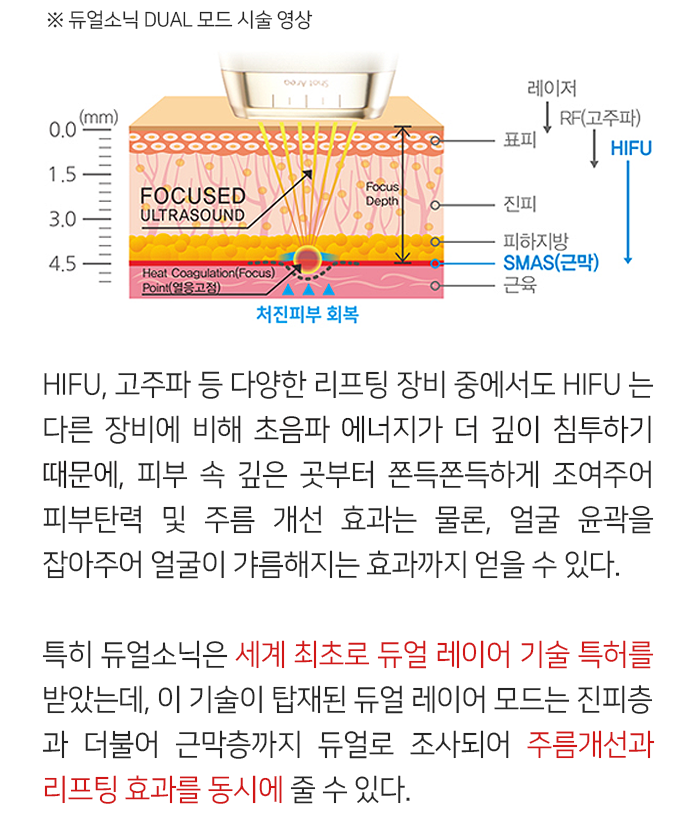 ※ 듀얼소닉 DUAL 모드 시술 영상
Shot Area
레이저
(mm)
RF(고주파)
0.0
표피
HIFU
1.5
FOCUSED
ULTRASOUND
Focus
Depth
진피
3.0
피하지방
4.5
SMAS(근막)
Heat Coagulation(Focus)
Point(열응고점)
근육
처진피부 회복
HIFU, 고주파 등 다양한 리프팅 장비 중에서도 HIFU 는
다른 장비에 비해 초음파 에너지가 더 깊이 침투하기
때문에, 피부 속 깊은 곳부터 쫀득쫀득하게 조여주어
피부탄력 및 주름 개선 효과는 물론, 얼굴 윤곽을
잡아주어 얼굴이 갸름해지는 효과까지 얻을 수 있다.
특히 듀얼소닉은 세계 최초로 듀얼 레이어 기술 특허를
받았는데, 이 기술이 탑재된 듀얼 레이어 모드는 진피층
과 더불어 근막층까지 듀얼로 조사되어 주름개선과
리프팅 효과를 동시에 줄 수 있다.